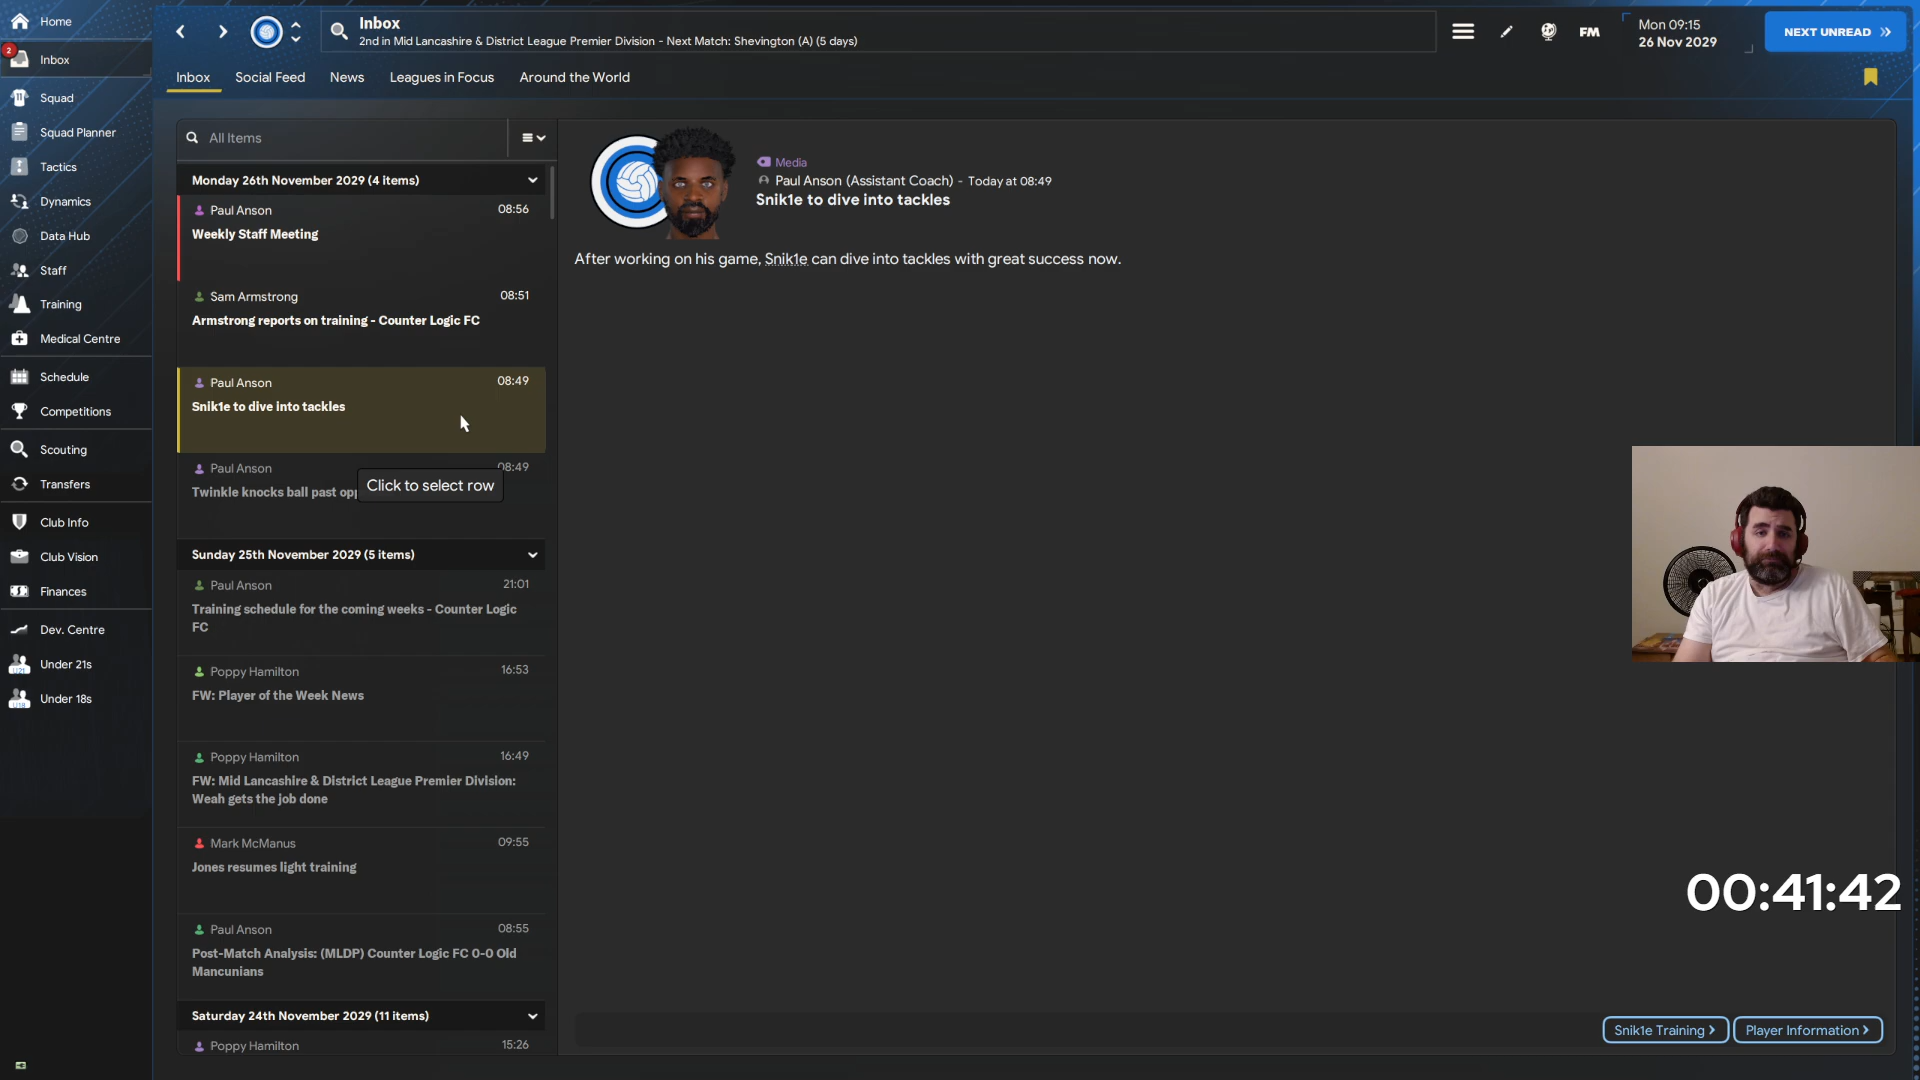 Home
2
Inbox
Squad
Squad Planner
Tactics
Dynamics
Data Hub
Staff
Training
Medical Centre
Schedule
Competitions
Scouting
Transfers
Club Info
Club Vision
Finances
Dev. Centre
Under 21s
Under 18s
Inbox
2nd in Mid Lancashire & District League Premier Division - Next Match: Shevington (A) (5 days)
FM
Mon 09:15
26 Nov 2029
NEXT UNREAD
Inbox Social Feed News Leagues in Focus Around the World
All Items
Monday 26th November 2029 (4 items)
Paul Anson 08:56
Weekly Staff Meeting
Sam Armstrong 08:51
Armstrong reports on training - Counter Logic FC
Paul Anson 08:49
Snik1e to dive into tackles
Paul Anson 08:49
Twinkle knocks ball past opp
Click to select row
Sunday 25th November 2029 (5 items)
Paul Anson 21:01
Training schedule for the coming weeks - Counter Logic
FC
Poppy Hamilton 16:53
FW: Player of the Week News
Poppy Hamilton 16:49
FW: Mid Lancashire & District League Premier Division:
Weah gets the job done
Mark McManus 09:55
Jones resumes light training
Paul Anson 08:55
Post-Match Analysis: (MLDP) Counter Logic FC 0-0 Old
Mancunians
Saturday 24th November 2029 (11 items)
Poppy Hamilton 15:26
Media
Paul Anson (Assistant Coach) - Today at 08:49
Snik1e to dive into tackles
After working on his game, Snik1e can dive into tackles with great success now.
00:41:42
Snik1e Training
Player Information